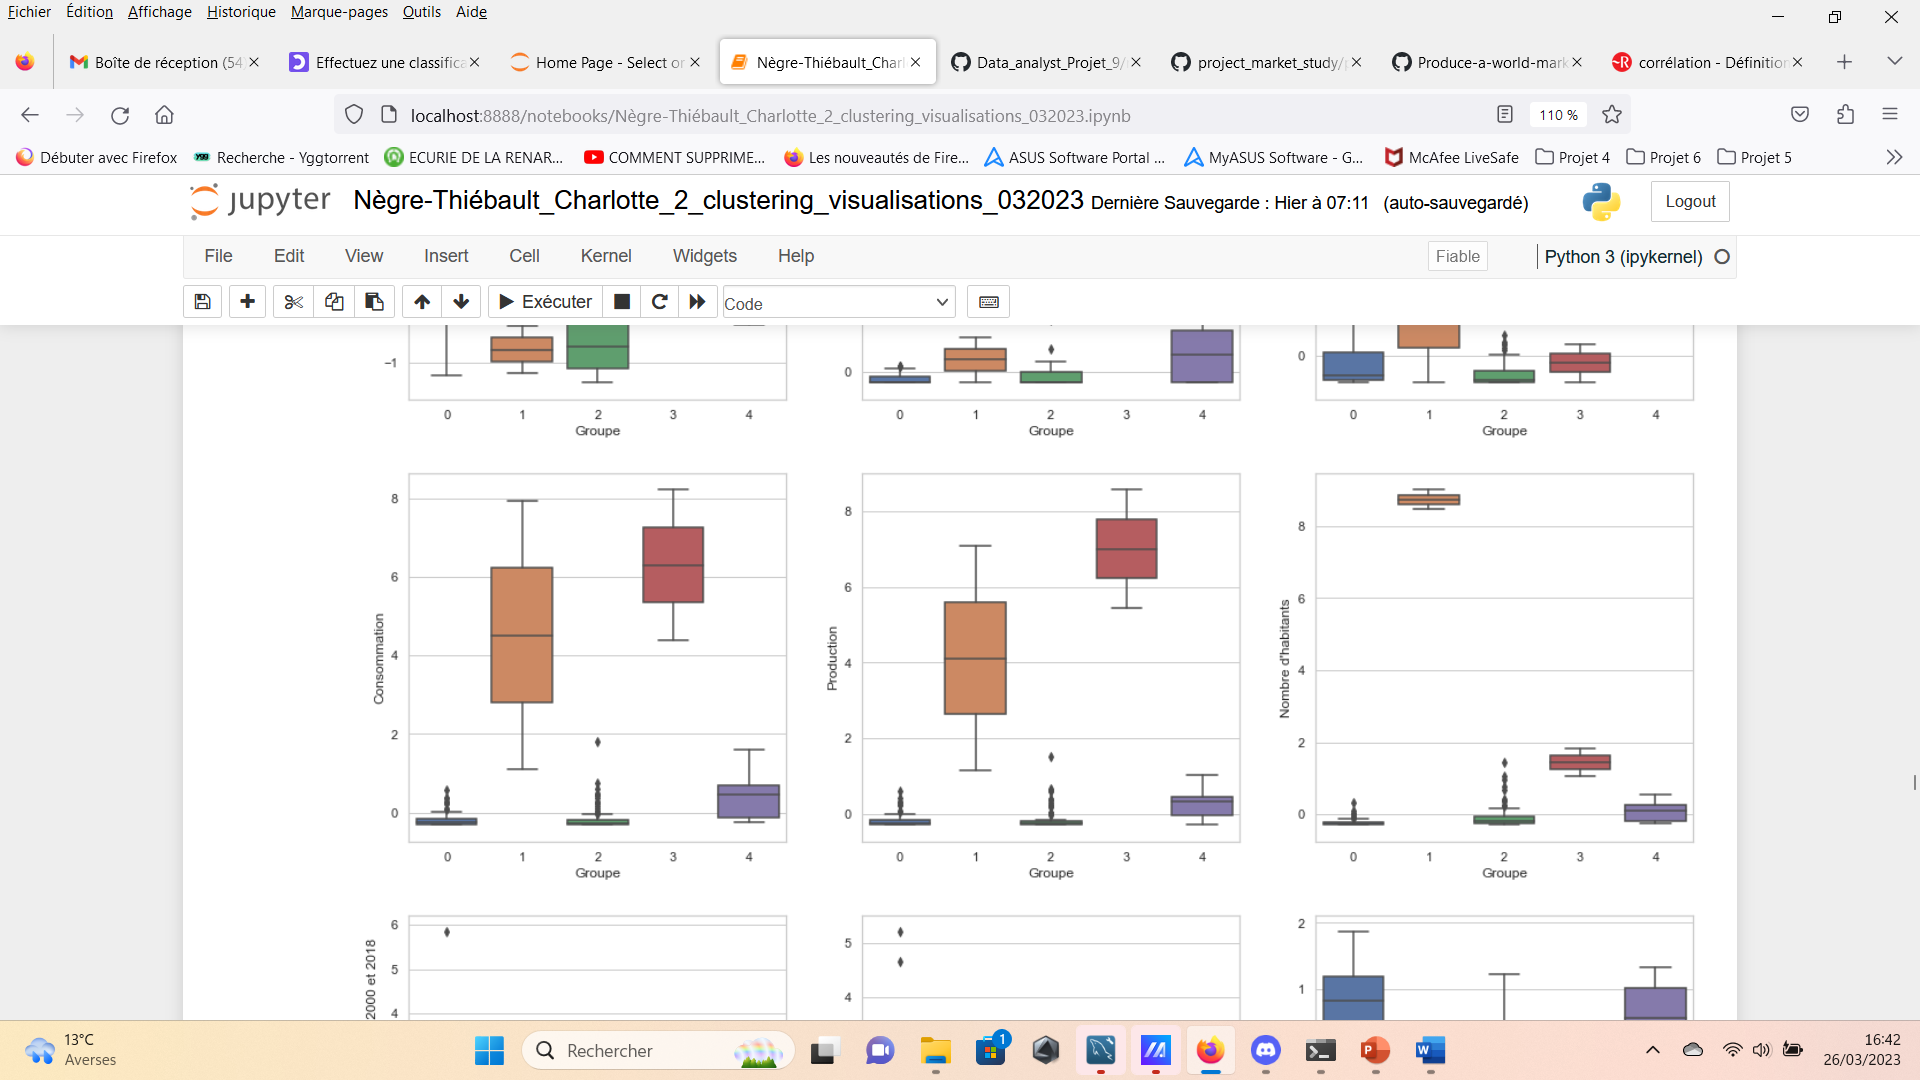 Fichier Édition Affichage Historique Marque-pages Outils Aide
Boîte de réception (54) Effectuez une classifica Home Page - Select or Nègre-Thiébault_Charl Data_analyst_Projet_9/ project_market_study/ Produce-a-world-mark corrélation - Définition
localhost:8888/notebooks/Nègre-Thiébault_Charlotte_2_clustering_visualisations_032023.ipynb 110 %
Débuter avec Firefox Recherche - Yggtorrent ECURIE DE LA RENAR... COMMENT SUPPRIME... Les nouveautés de Fire... ASUS Software Portal ... MyASUS Software - G... McAfee LiveSafe Projet 4 Projet 6 Projet 5
jupyter Nègre-Thiébault_Charlotte_2_clustering_visualisations_032023 Dernière Sauvegarde : Hier à 07:11 (auto-sauvegardé) Logout
File Edit View Insert Cell Kernel Widgets Help Fiable Python 3 (ipykernel)
Exécuter Code
−1 0 0
0 1 2 3 4 0 1 2 3 4 0 1 2 3 4
Groupe Groupe Groupe
Consommation
8
6
4
2
0
0 1 2 3 4
Groupe
Production
8
6
4
2
0
0 1 2 3 4
Groupe
Nombre d'habitants
8
6
4
2
0
0 1 2 3 4
Groupe
2000 et 2018
6
5
4
5
4
2
1
13°C
Averses
Rechercher
1
16:42
26/03/2023